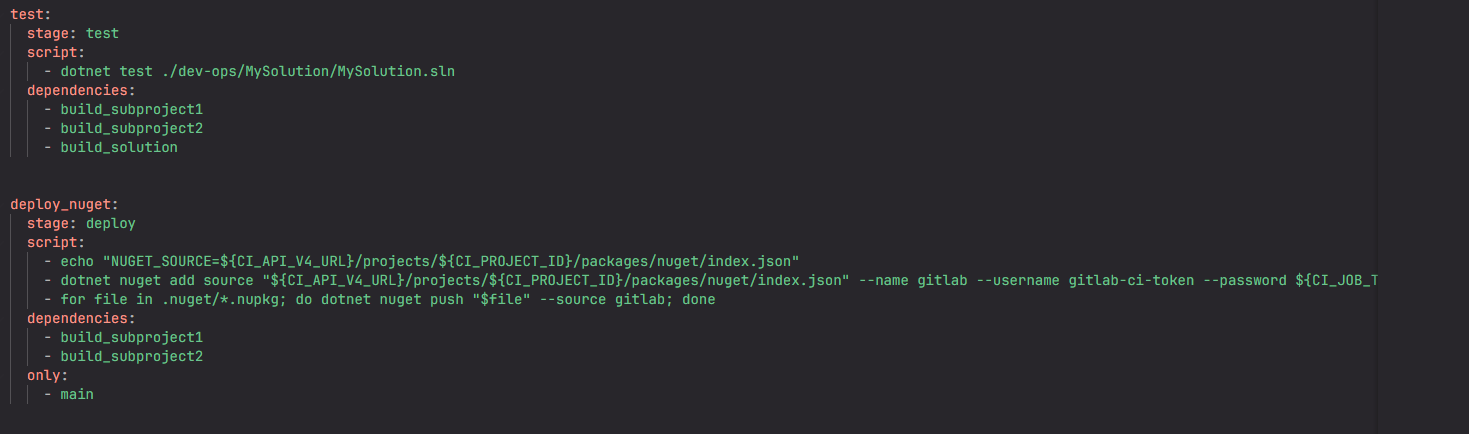 test:
  stage: test
  script:
    - dotnet test ./dev-ops/MySolution/MySolution.sln
  dependencies:
    - build_subproject1
    - build_subproject2
    - build_solution
deploy_nuget:
  stage: deploy
  script:
    - echo "NUGET_SOURCE=${CI_API_V4_URL}/projects/${CI_PROJECT_ID}/packages/nuget/index.json"
    - dotnet nuget add source "${CI_API_V4_URL}/projects/${CI_PROJECT_ID}/packages/nuget/index.json" --name gitlab --username gitlab-ci-token --password ${CI_JOB_T
    - for file in .nuget/*.nupkg; do dotnet nuget push "$file" --source gitlab; done
  dependencies:
    - build_subproject1
    - build_subproject2
  only:
    - main